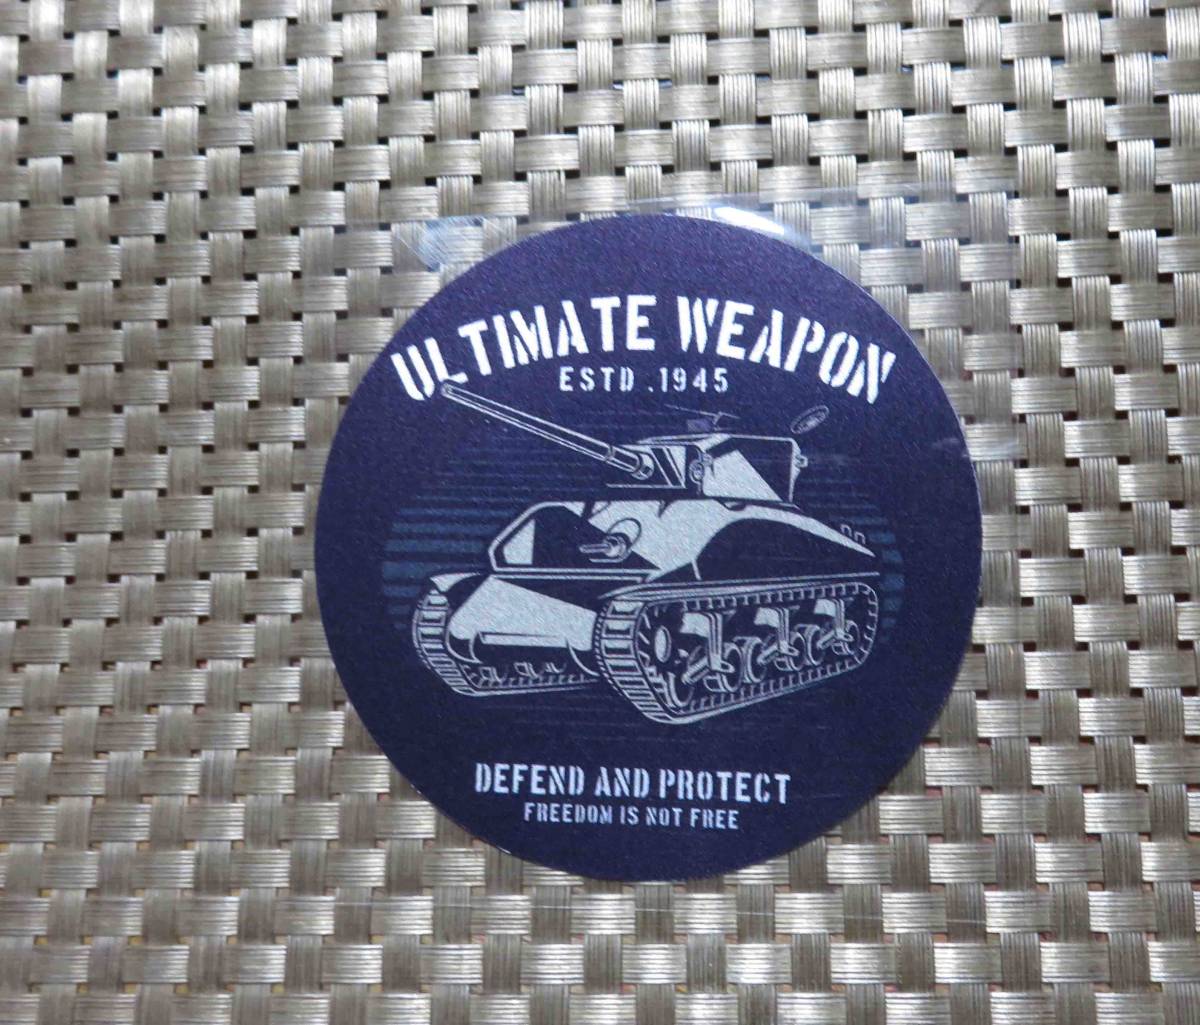 ULTIMATE WEAPON
ESTD .1945
DEFEND AND PROTECT
FREEDOM IS NOT FREE